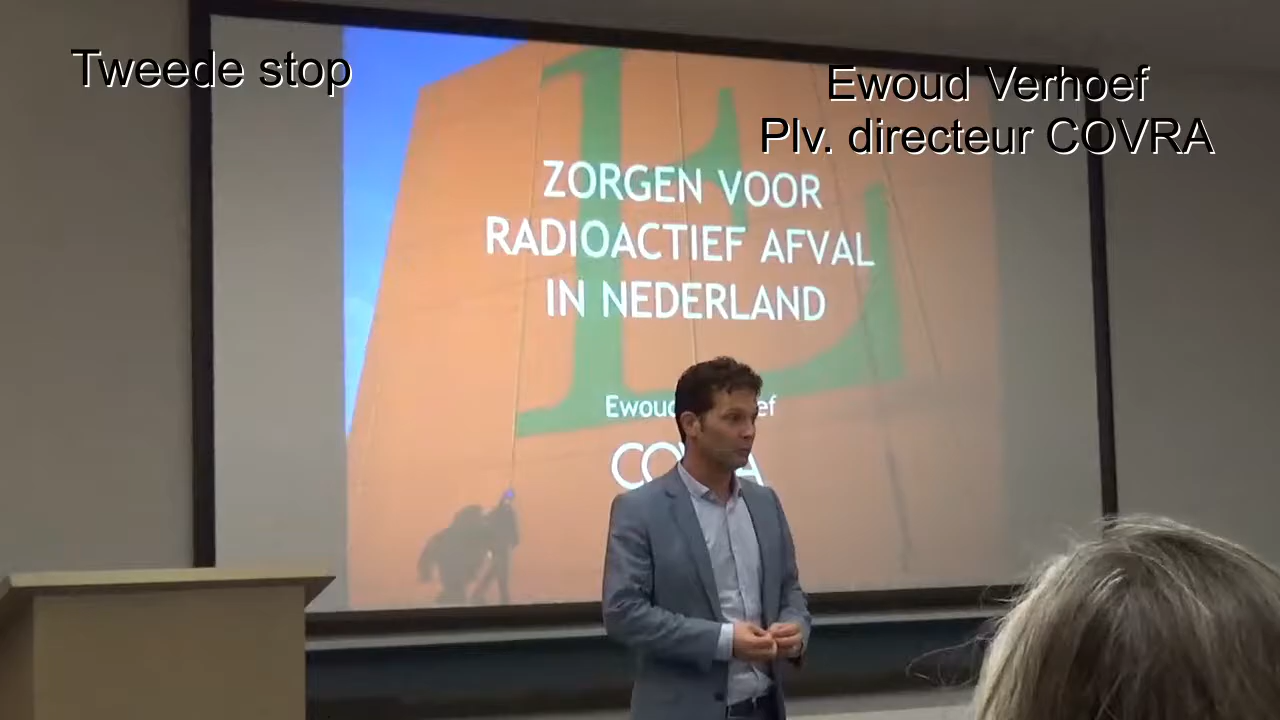 Tweede stop
Ewoud Verhoef
Plv. directeur COVRA
ZORGEN VOOR
RADIOACTIEF AFVAL
IN NEDERLAND